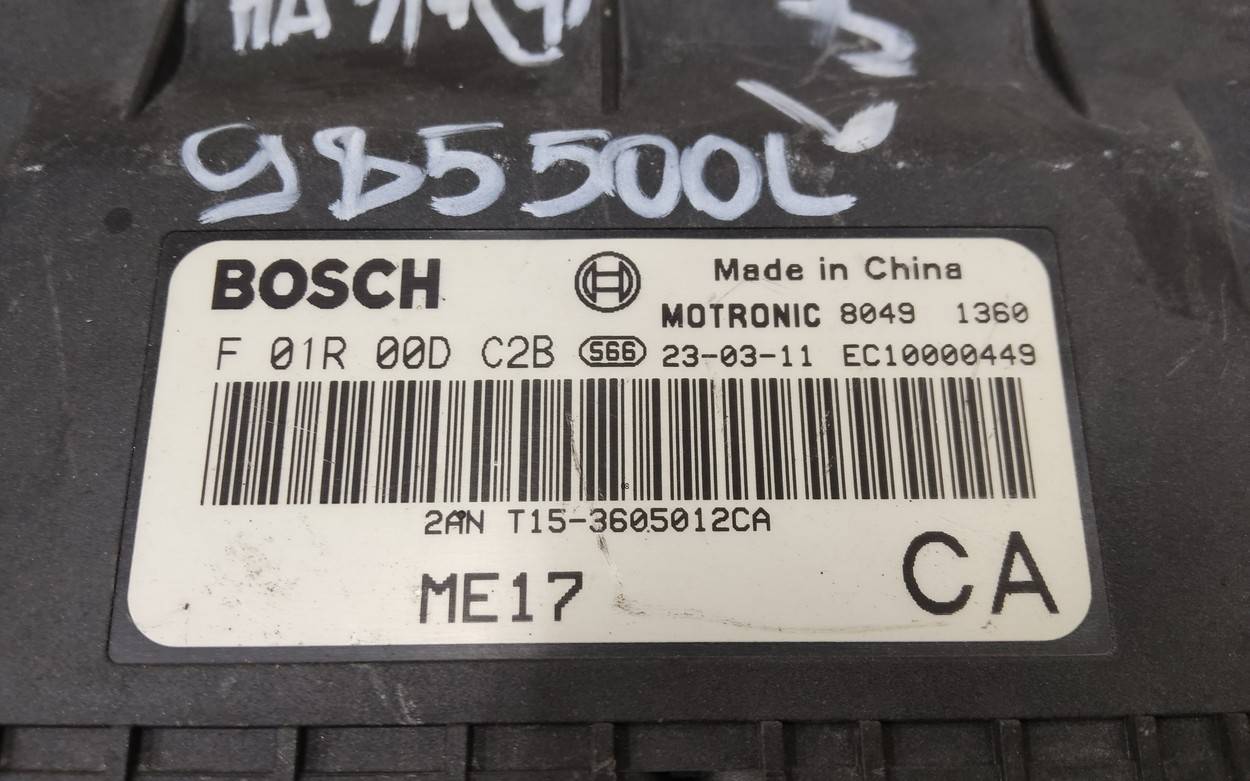 985500L
BOSCH
Made in China
MOTRONIC 8049 1360
F 01R 00D C2B S66 23-03-11 EC10000449
2AN T15-3605012CA
ME17
CA